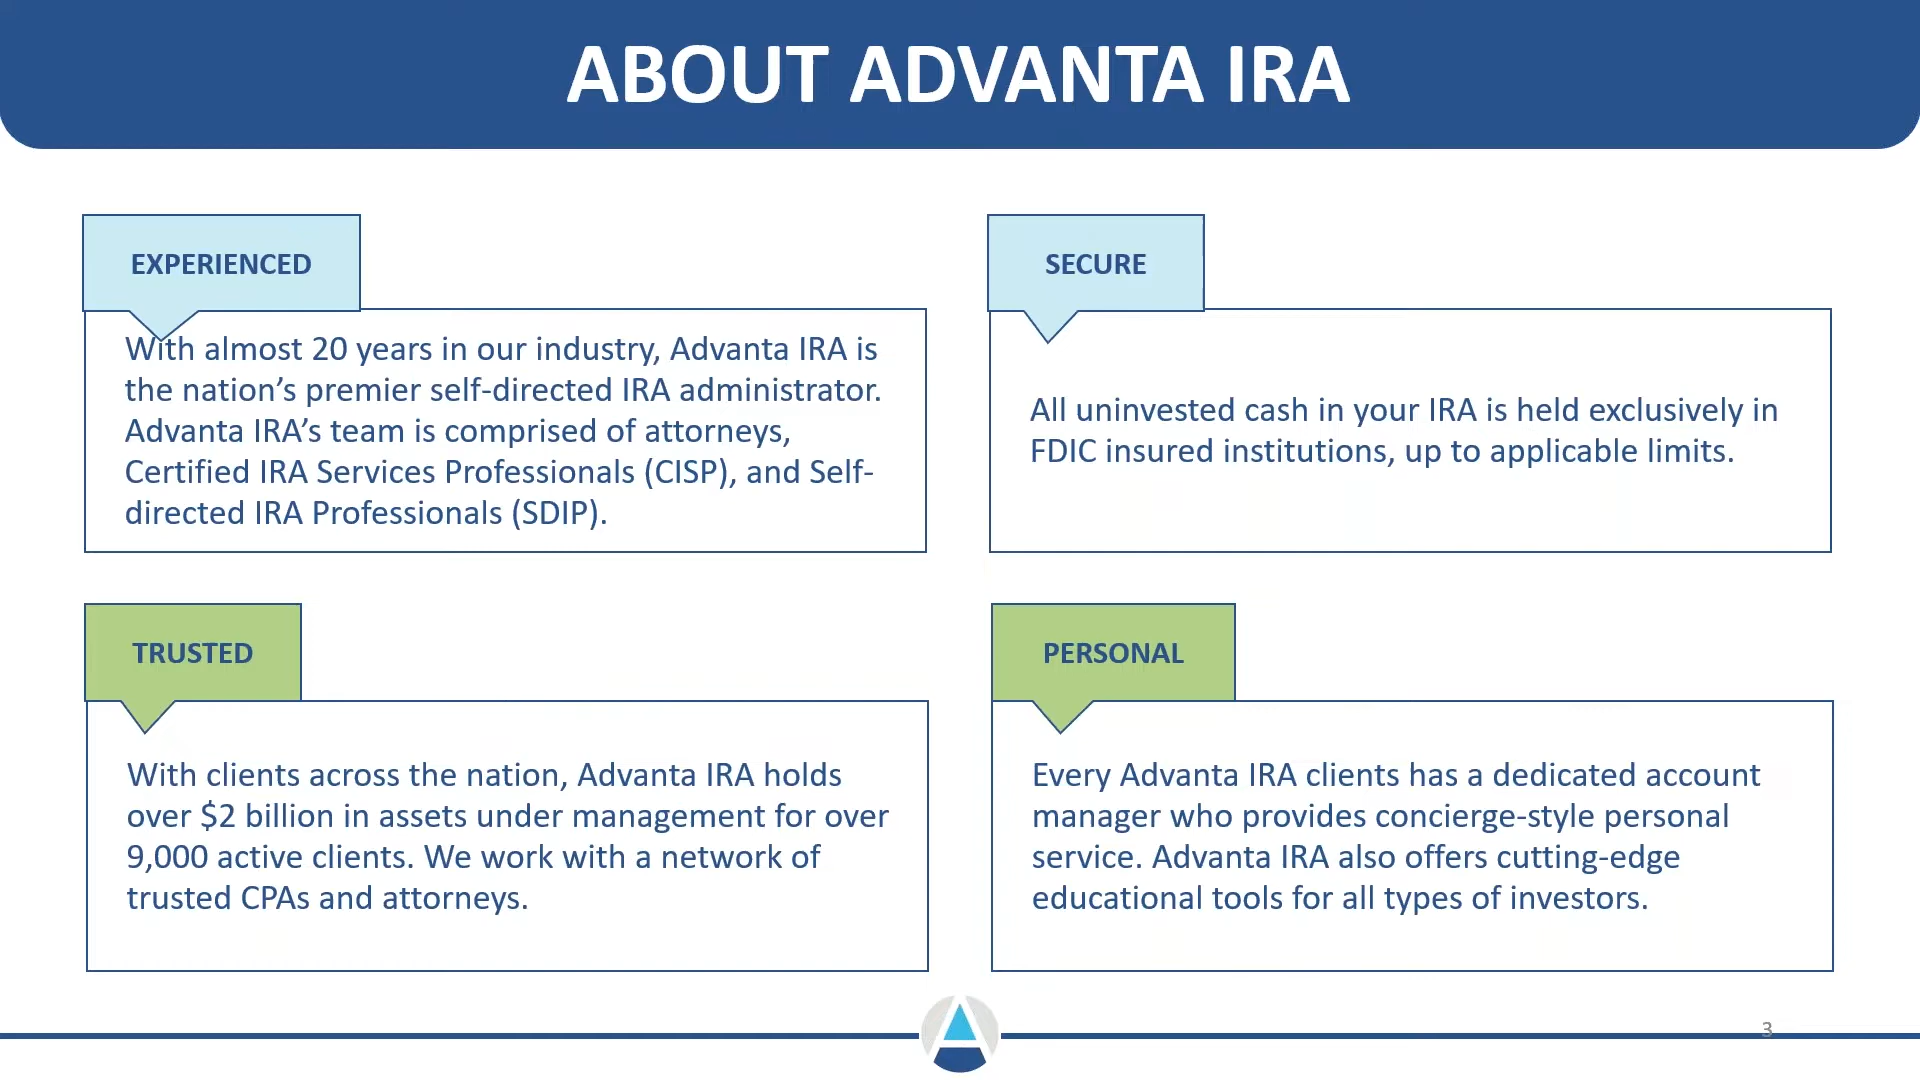 ABOUT ADVANTA IRA
EXPERIENCED
With almost 20 years in our industry, Advanta IRA is
the nation’s premier self-directed IRA administrator.
Advanta IRA’s team is comprised of attorneys,
Certified IRA Services Professionals (CISP), and Self-
directed IRA Professionals (SDIP).
SECURE
All uninvested cash in your IRA is held exclusively in
FDIC insured institutions, up to applicable limits.
TRUSTED
With clients across the nation, Advanta IRA holds
over $2 billion in assets under management for over
9,000 active clients. We work with a network of
trusted CPAs and attorneys.
PERSONAL
Every Advanta IRA clients has a dedicated account
manager who provides concierge-style personal
service. Advanta IRA also offers cutting-edge
educational tools for all types of investors.
3